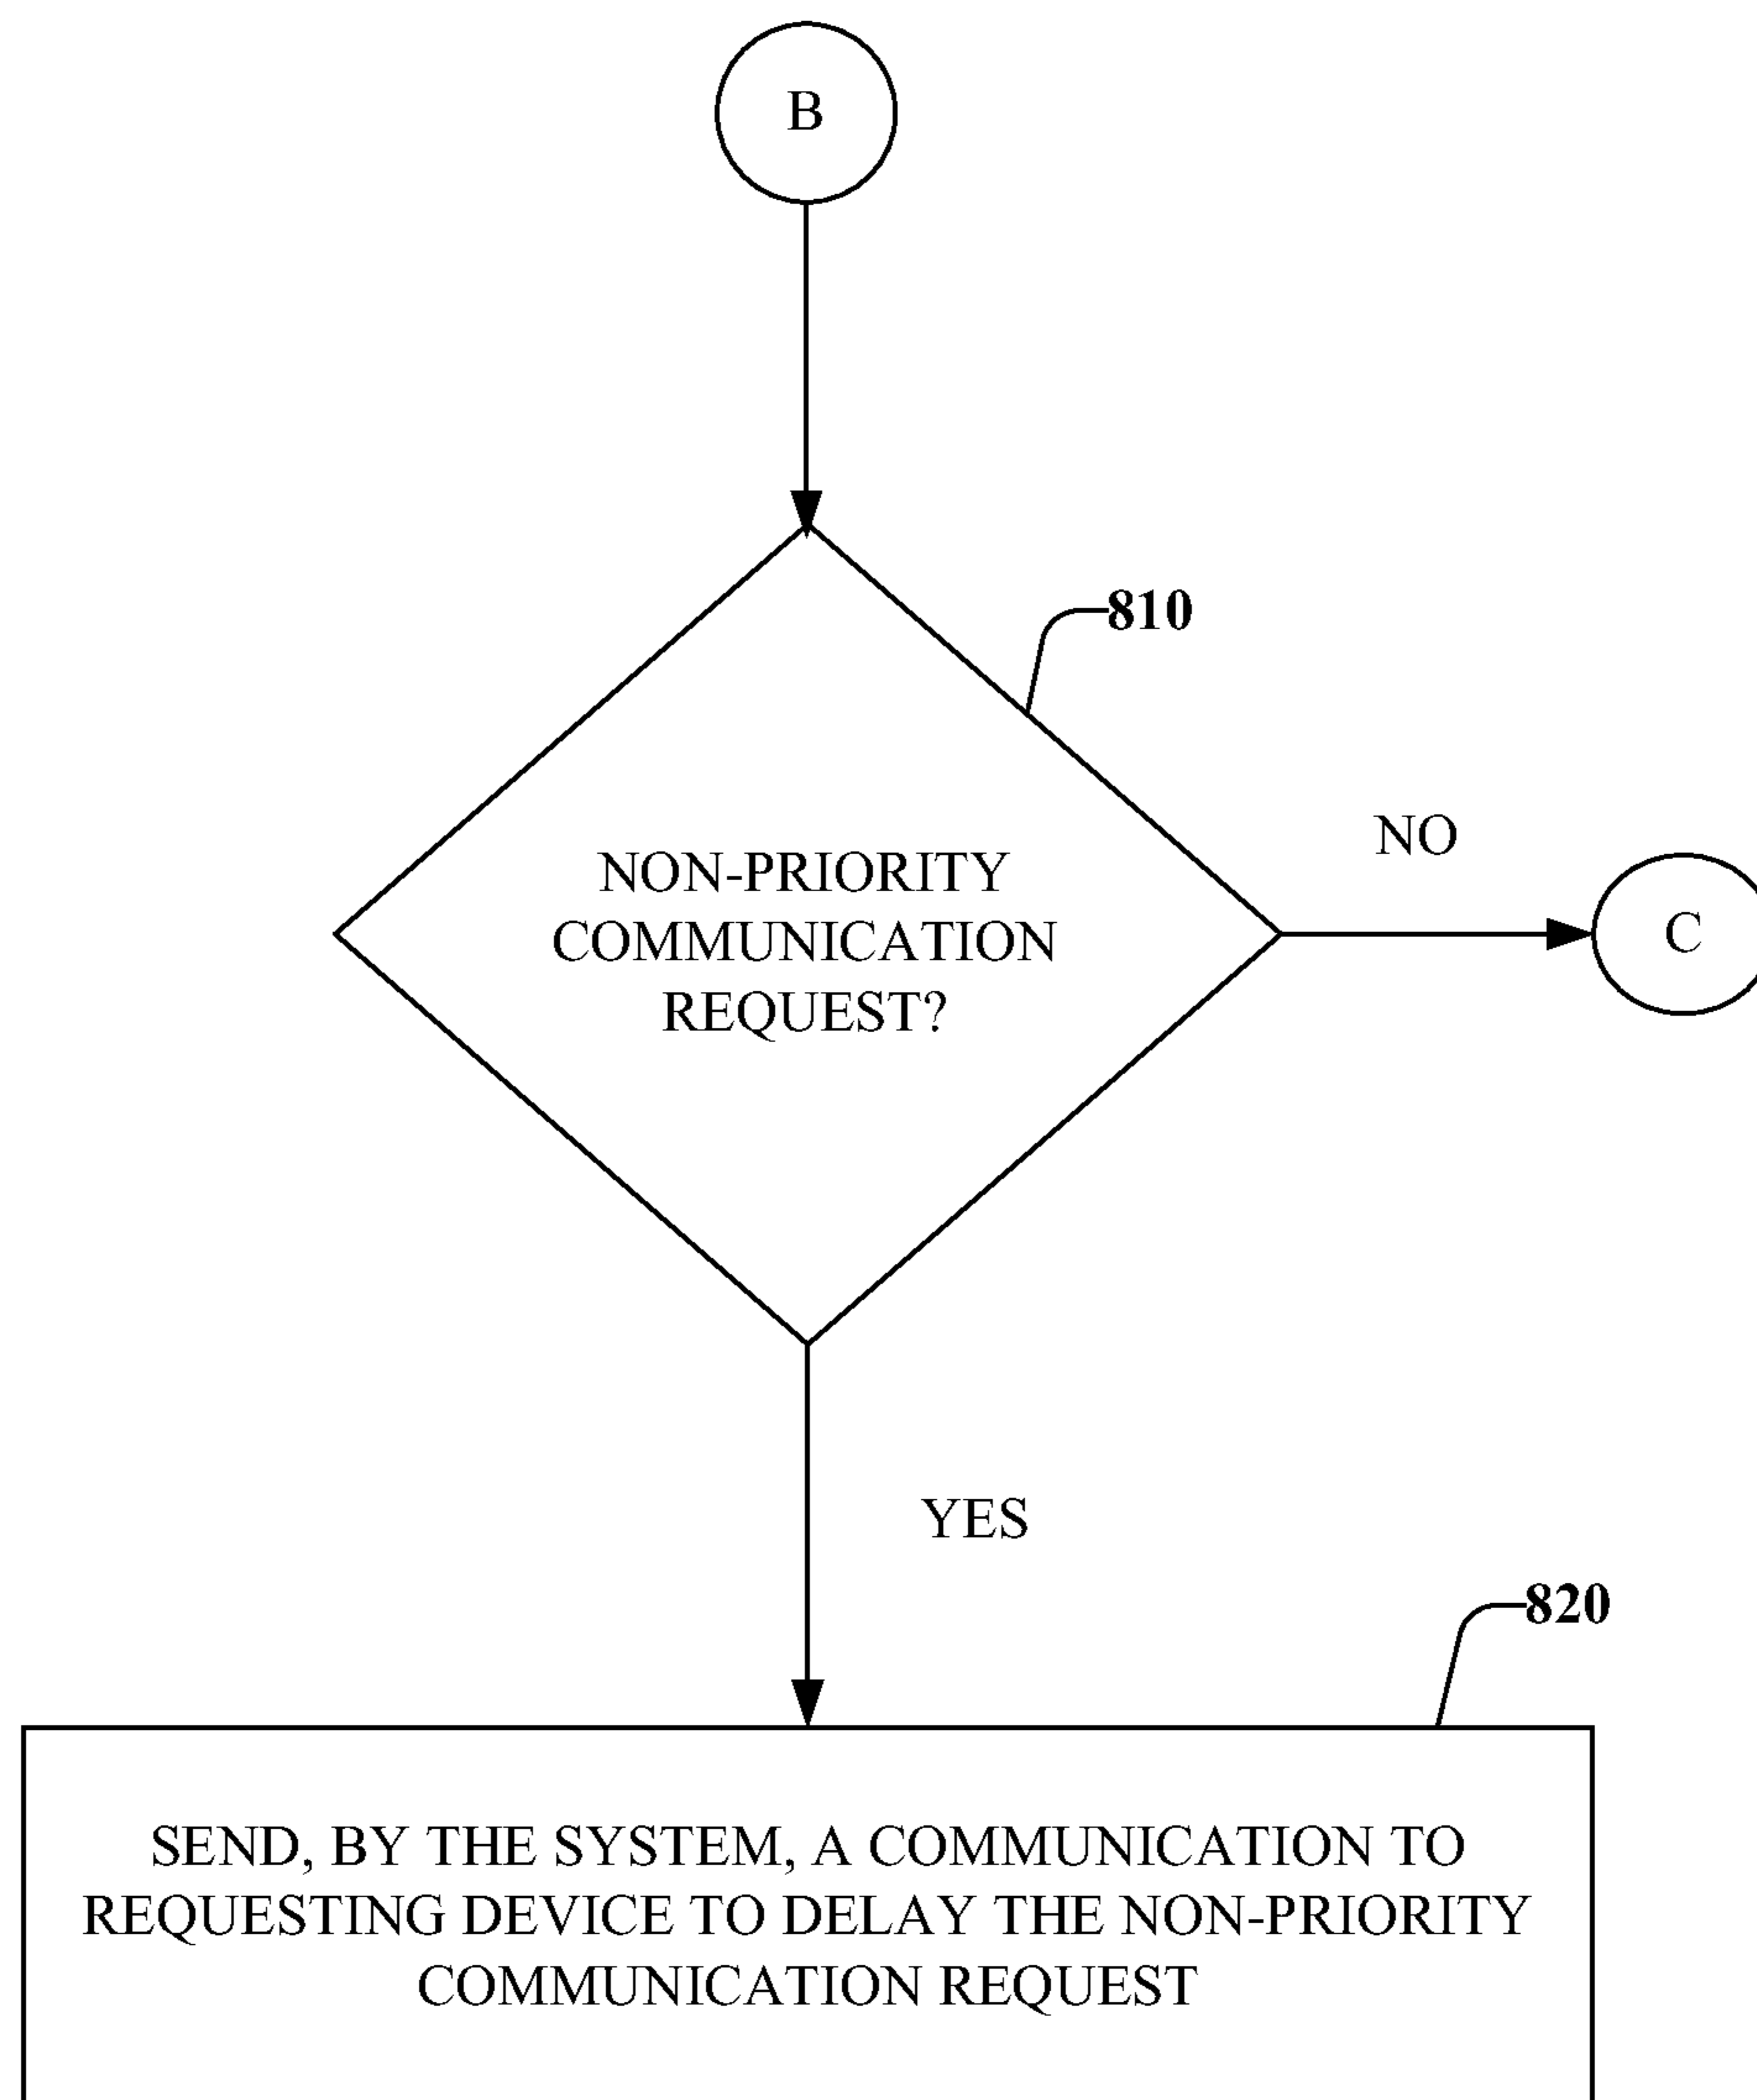 B
810
NON-PRIORITY
COMMUNICATION
REQUEST?
NO
C
YES
820
SEND, BY THE SYSTEM, A COMMUNICATION TO
REQUESTING DEVICE TO DELAY THE NON-PRIORITY
COMMUNICATION REQUEST